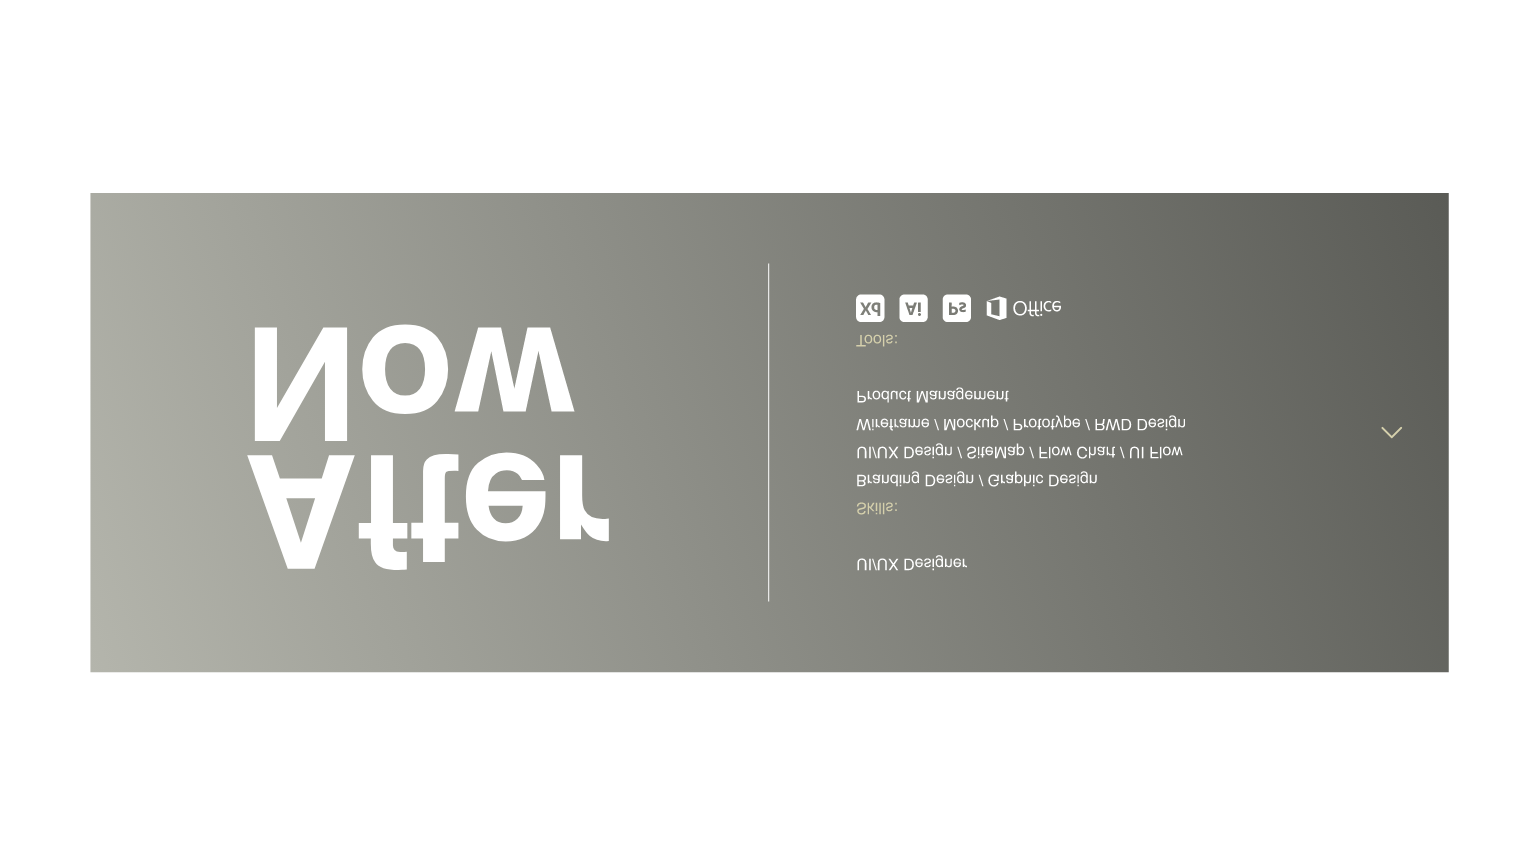 After
Now
UI/UX Designer
Skills:
Branding Design / Graphic Design
UI/UX Design / SiteMap / Flow Chart / UI Flow
Wireframe / Mockup / Prototype / RWD Design
Product Management
Tools:
Xd Ai Ps Office